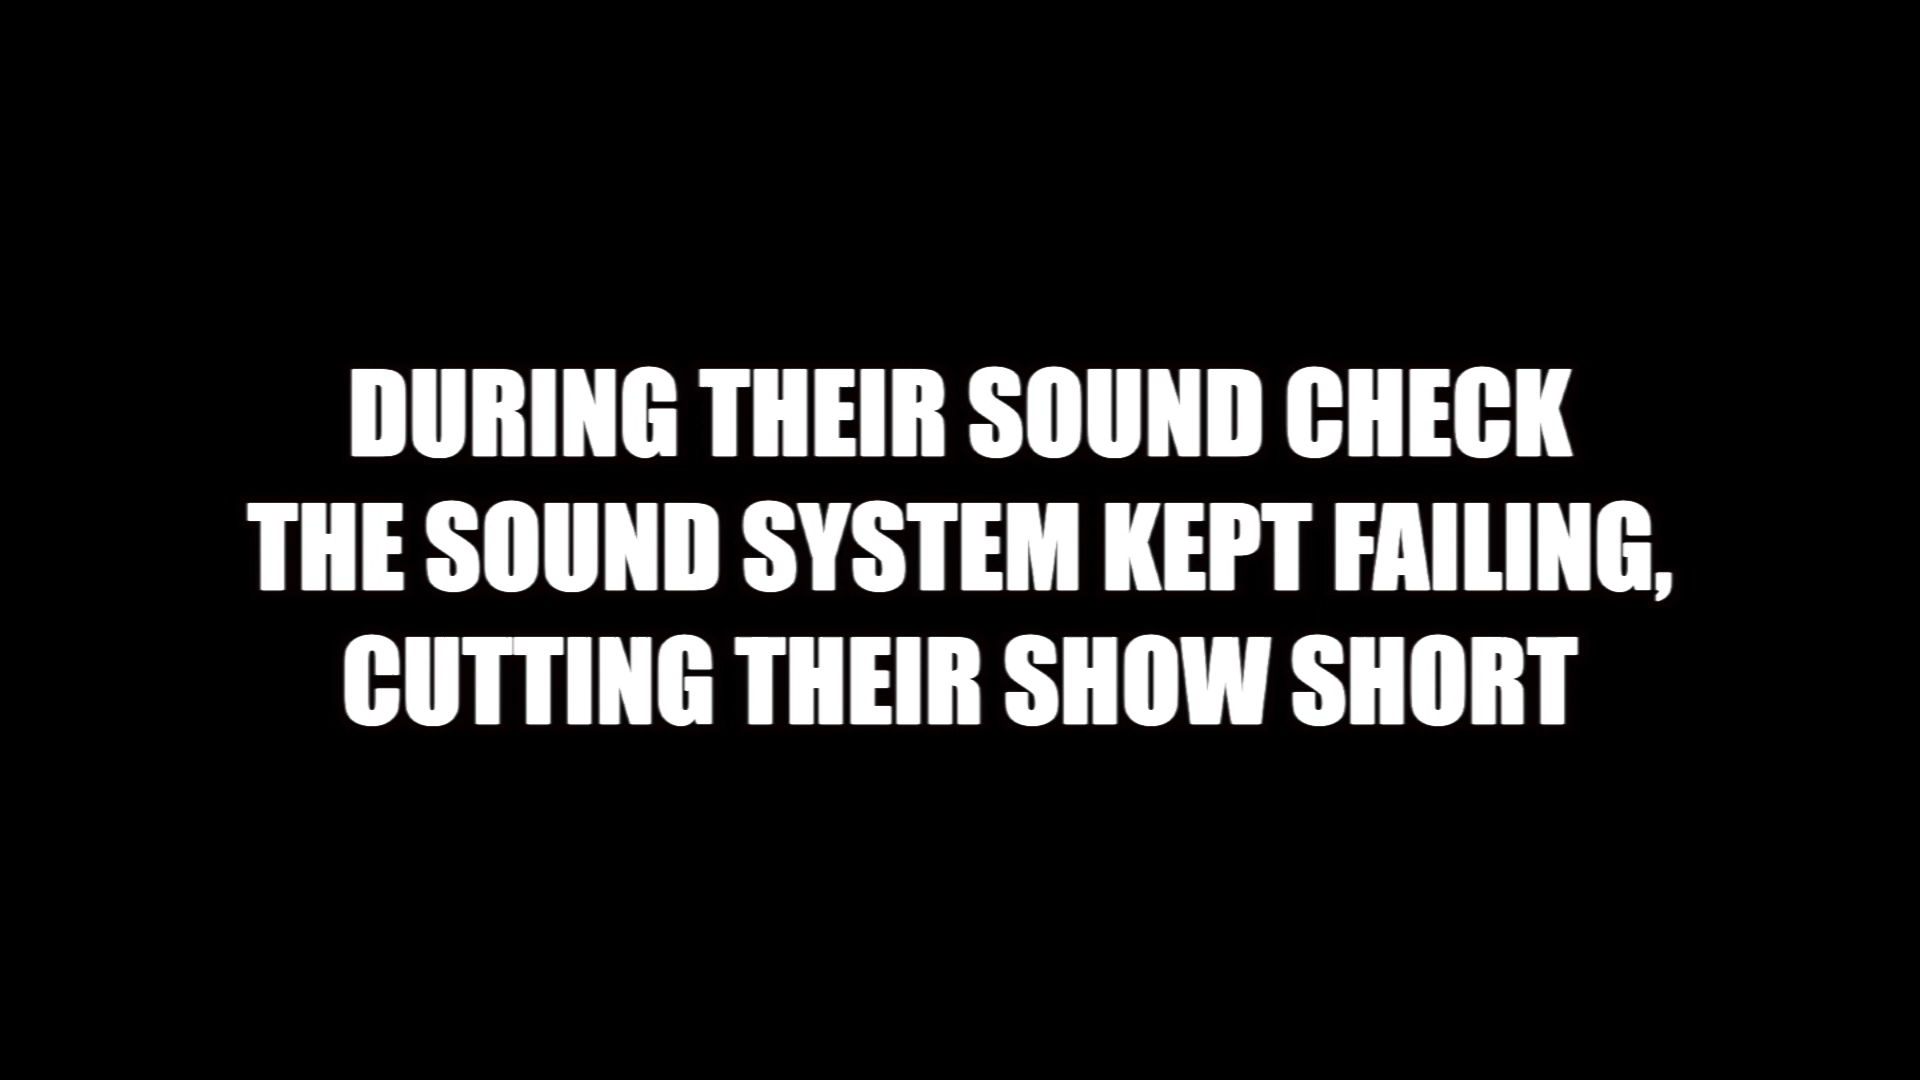 DURING THEIR SOUND CHECK
THE SOUND SYSTEM KEPT FAILING,
CUTTING THEIR SHOW SHORT